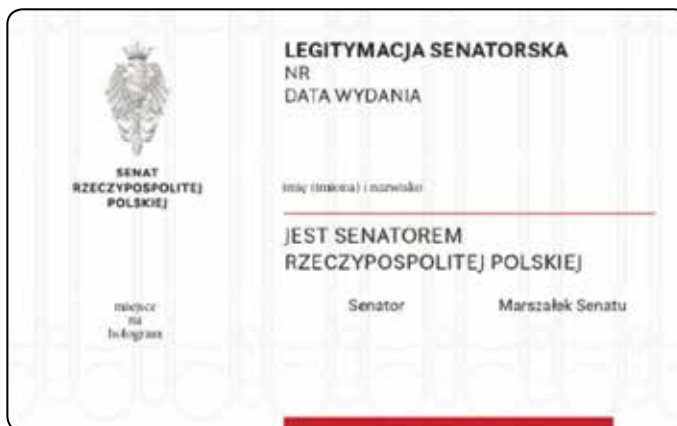 LEGITYMACJA SENATORSKA
NR
DATA WYDANIA
SENAT
RZECZYPOSPOLITEJ
POLSKIEJ
imię (imiona) i nazwisko
JEST SENATOREM
RZECZYPOSPOLITEJ POLSKIEJ
miejsce
na
hologram
Senator Marszałek Senatu